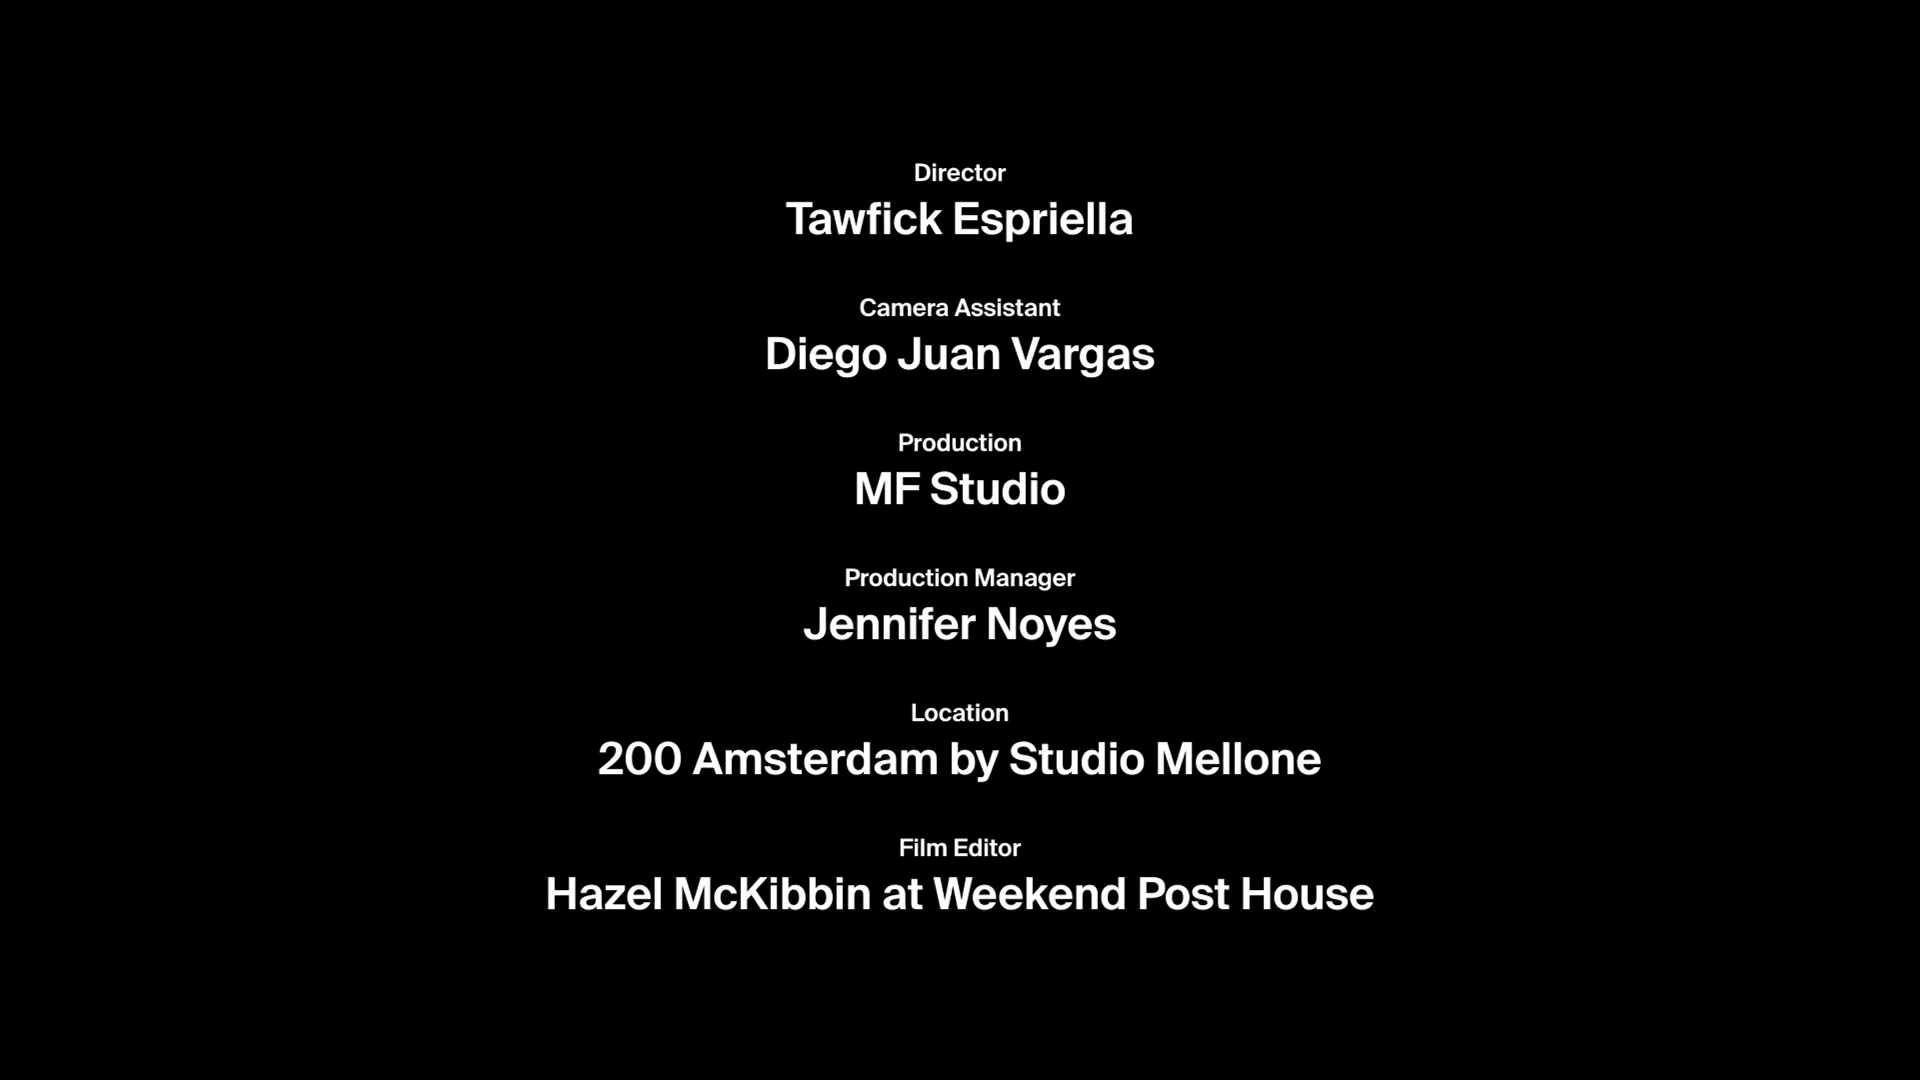 Director
Tawfick Espriella
Camera Assistant
Diego Juan Vargas
Production
MF Studio
Production Manager
Jennifer Noyes
Location
200 Amsterdam by Studio Mellone
Film Editor
Hazel McKibbin at Weekend Post House